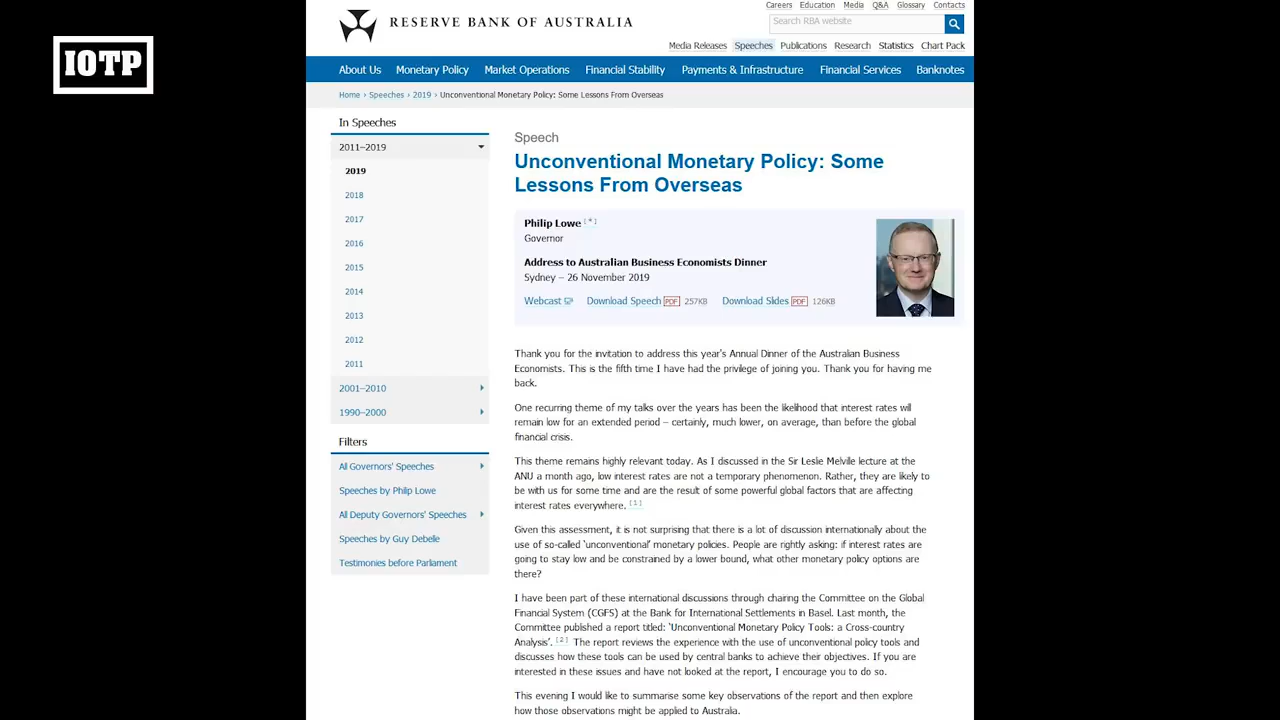 IOTP
RESERVE BANK OF AUSTRALIA
Careers Education Media Q&A Glossary Contacts
Search RBA website
Media Releases Speeches Publications Research Statistics Chart Pack
About Us Monetary Policy Market Operations Financial Stability Payments & Infrastructure Financial Services Banknotes
Home › Speeches › 2019 › Unconventional Monetary Policy: Some Lessons From Overseas
In Speeches
2011–2019
2019
2018
2017
2016
2015
2014
2013
2012
2011
2001–2010
1990–2000
Filters
All Governors' Speeches
Speeches by Philip Lowe
All Deputy Governors' Speeches
Speeches by Guy Debelle
Testimonies before Parliament
Speech
Unconventional Monetary Policy: Some
Lessons From Overseas
Philip Lowe [*]
Governor
Address to Australian Business Economists Dinner
Sydney – 26 November 2019
Webcast Download Speech PDF 257KB Download Slides PDF 126KB
Thank you for the invitation to address this year's Annual Dinner of the Australian Business
Economists. This is the fifth time I have had the privilege of joining you. Thank you for having me
back.
One recurring theme of my talks over the years has been the likelihood that interest rates will
remain low for an extended period – certainly, much lower, on average, than before the global
financial crisis.
This theme remains highly relevant today. As I discussed in the Sir Leslie Melville lecture at the
ANU a month ago, low interest rates are not a temporary phenomenon. Rather, they are likely to
be with us for some time and are the result of some powerful global factors that are affecting
interest rates everywhere. [1]
Given this assessment, it is not surprising that there is a lot of discussion internationally about the
use of so-called 'unconventional' monetary policies. People are rightly asking: if interest rates are
going to stay low and be constrained by a lower bound, what other monetary policy options are
there?
I have been part of these international discussions through chairing the Committee on the Global
Financial System (CGFS) at the Bank for International Settlements in Basel. Last month, the
Committee published a report titled: 'Unconventional Monetary Policy Tools: a Cross-country
Analysis'. [2] The report reviews the experience with the use of unconventional policy tools and
discusses how these tools can be used by central banks to achieve their objectives. If you are
interested in these issues and have not looked at the report, I encourage you to do so.
This evening I would like to summarise some key observations of the report and then explore
how those observations might be applied to Australia.